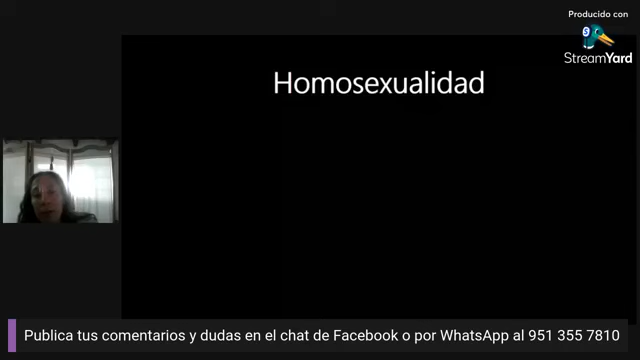 Producido con
StreamYard
Homosexualidad
Publica tus comentarios y dudas en el chat de Facebook o por WhatsApp al 951 355 7810